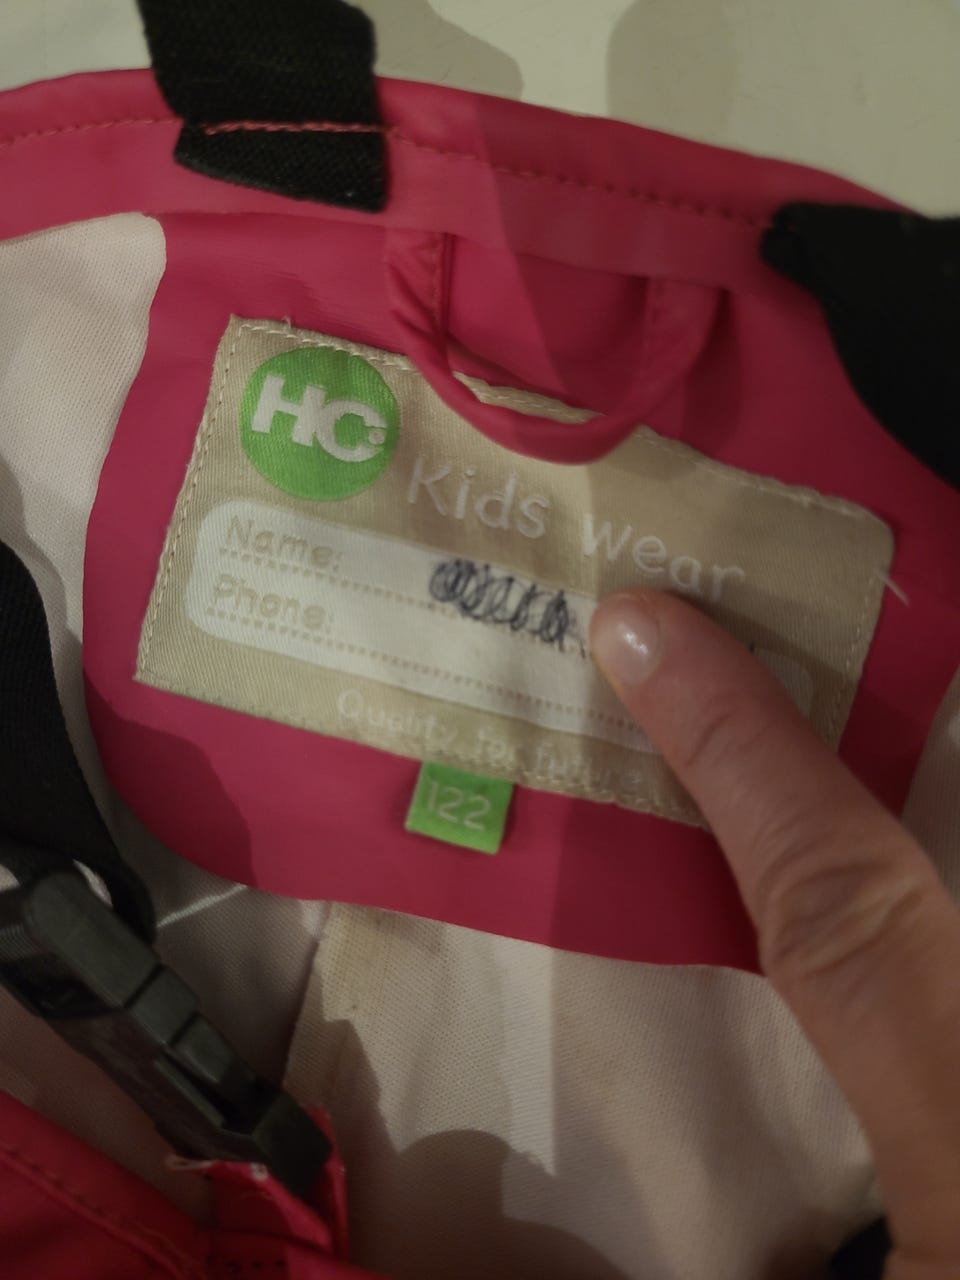 HC
Kids wear
Name:
Phone:
Quality for future
122